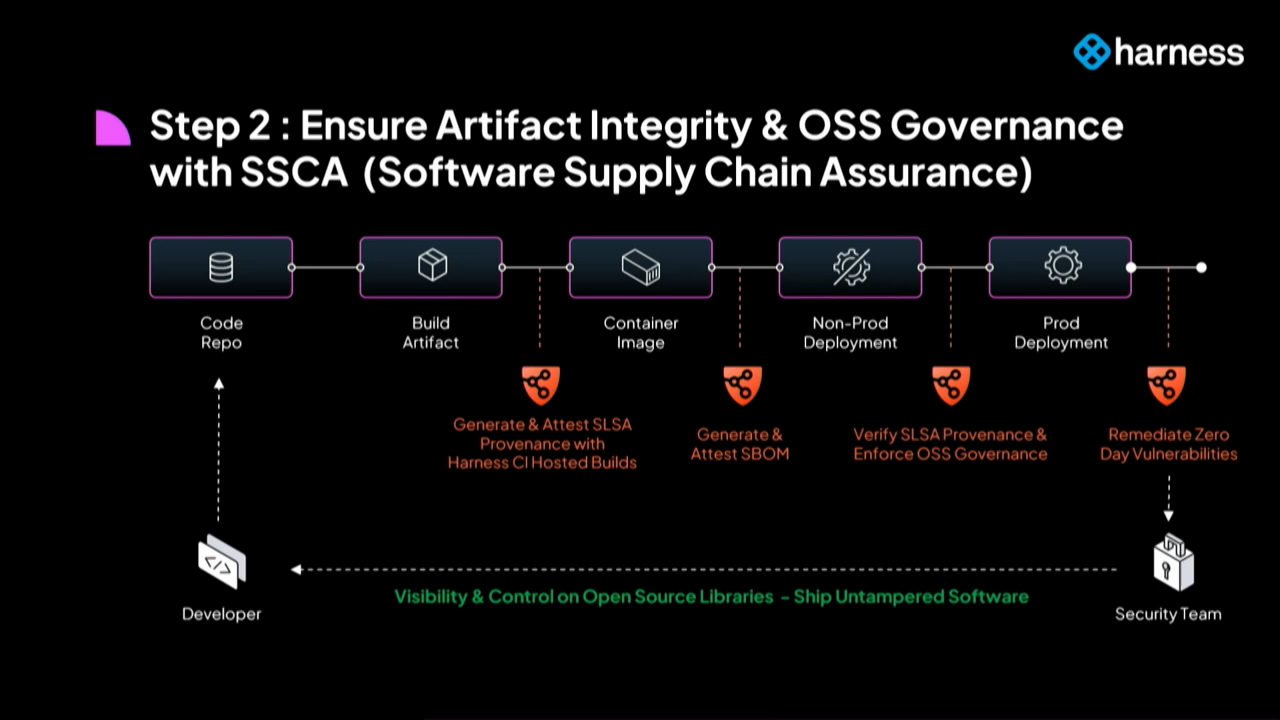 harness
Step 2 : Ensure Artifact Integrity & OSS Governance
with SSCA (Software Supply Chain Assurance)
Code
Repo
Build
Artifact
Container
Image
Non-Prod
Deployment
Prod
Deployment
Generate & Attest SLSA
Provenance with
Harness CI Hosted Builds
Generate &
Attest SBOM
Verify SLSA Provenance &
Enforce OSS Governance
Remediate Zero
Day Vulnerabilities
</>
Visibility & Control on Open Source Libraries – Ship Untampered Software
Developer
Security Team